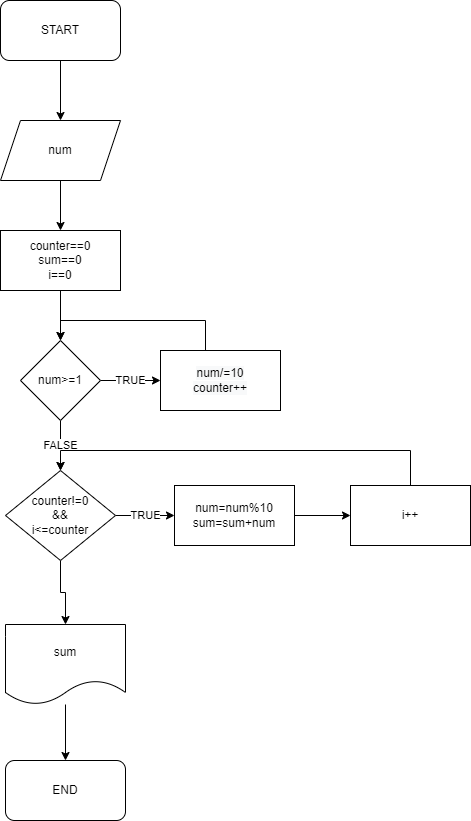 START
num
counter==0
sum==0
i==0
num>=1
TRUE
num/=10
counter++
FALSE
counter!=0
&&
i<=counter
TRUE
num=num%10
sum=sum+num
i++
sum
END